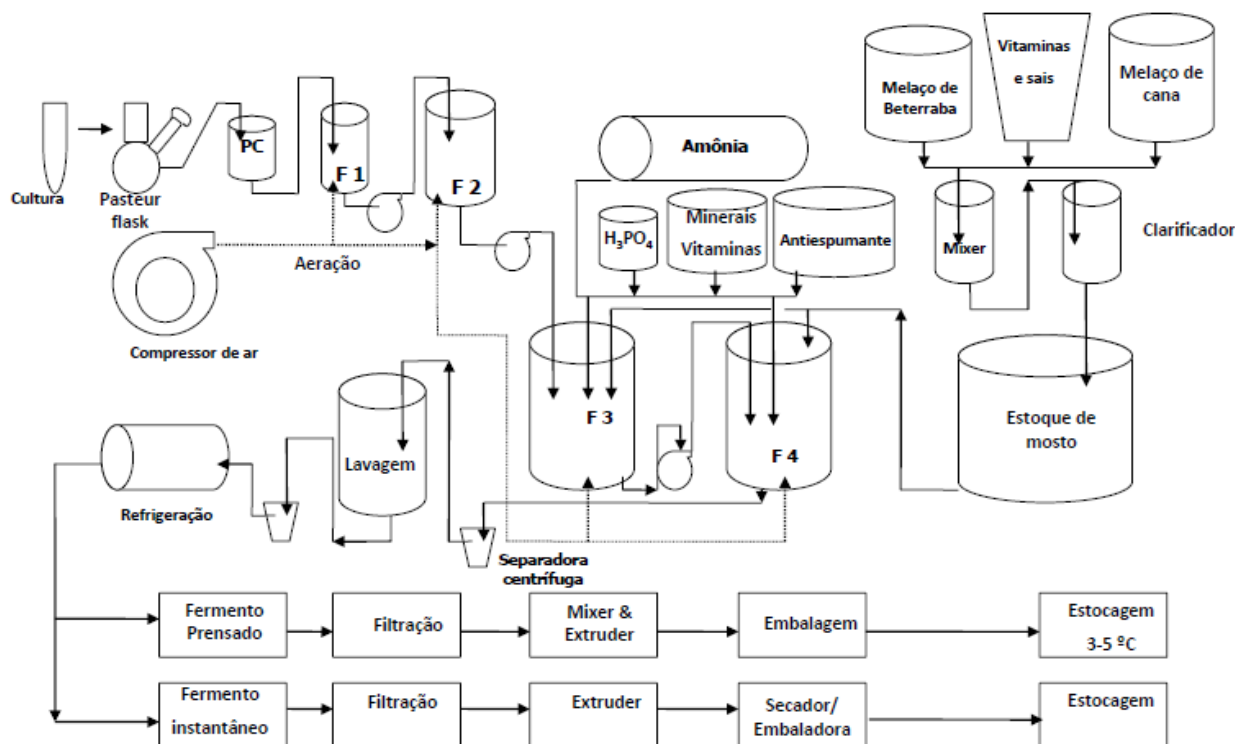 Cultura
Pasteur
flask
PC
F 1
F 2
Compressor de ar
Aeração
Amônia
H₃PO₄
Minerais
Vitaminas
Antiespumante
Melaço de
Beterraba
Vitaminas
e sais
Melaço de
cana
Mixer
Clarificador
Estoque de
mosto
F 3
F 4
Lavagem
Refrigeração
Separadora
centrífuga
Fermento
Prensado
Filtração
Mixer &
Extruder
Embalagem
Estocagem
3-5 ºC
Fermento
instantâneo
Filtração
Extruder
Secador/
Embaladora
Estocagem